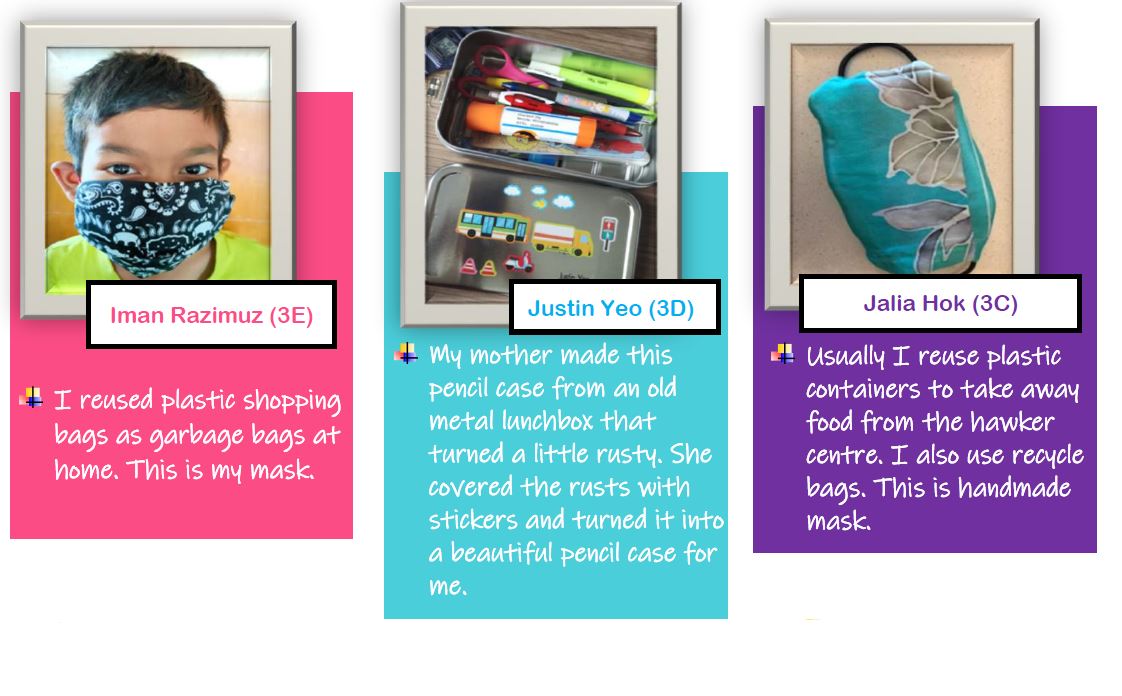 Iman Razimuz (3E)
I reused plastic shopping
bags as garbage bags at
home. This is my mask.
Justin Yeo (3D)
My mother made this
pencil case from an old
metal lunchbox that
turned a little rusty. She
covered the rusts with
stickers and turned it into
a beautiful pencil case for
me.
Jalia Hok (3C)
Usually I reuse plastic
containers to take away
food from the hawker
centre. I also use recycle
bags. This is handmade
mask.